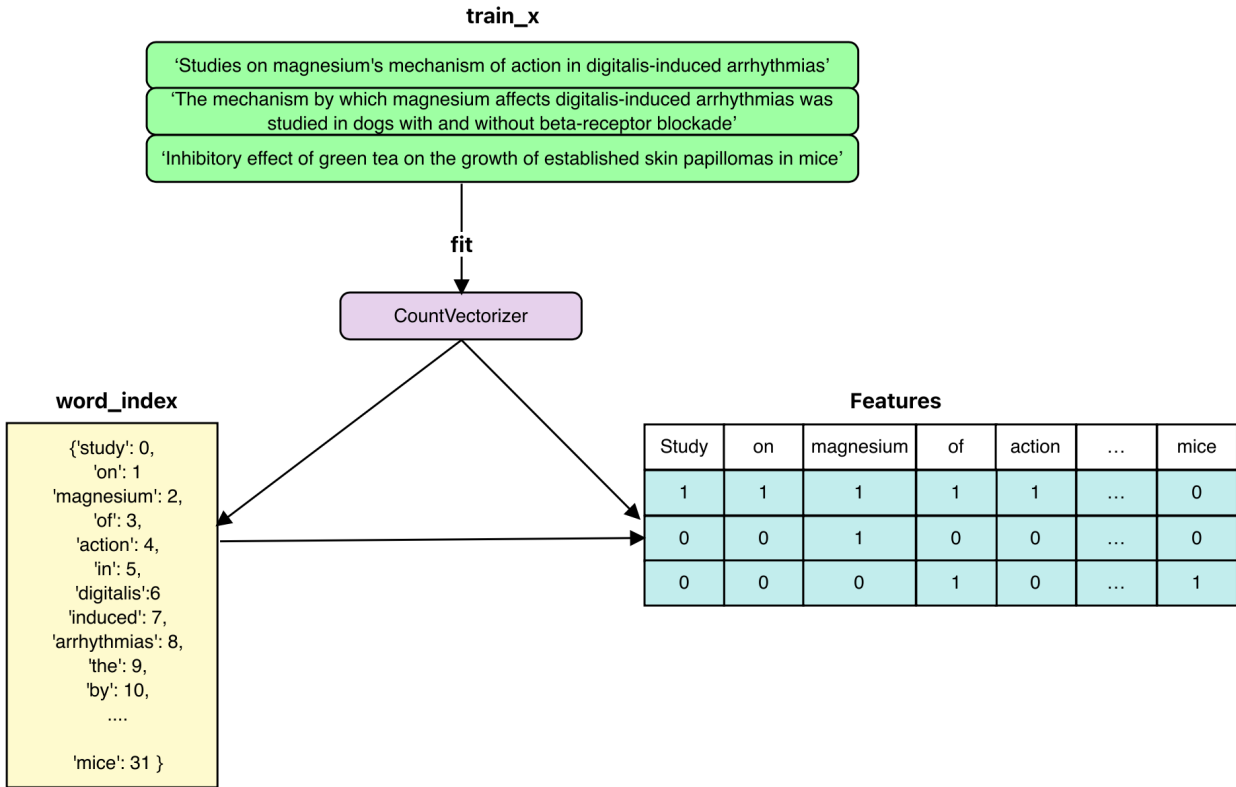 train_x
‘Studies on magnesium's mechanism of action in digitalis-induced arrhythmias’
‘The mechanism by which magnesium affects digitalis-induced arrhythmias was
studied in dogs with and without beta-receptor blockade’
‘Inhibitory effect of green tea on the growth of established skin papillomas in mice’
fit
CountVectorizer
word_index
{'study': 0,
'on': 1
'magnesium': 2,
'of': 3,
'action': 4,
'in': 5,
'digitalis':6
'induced': 7,
'arrhythmias': 8,
'the': 9,
'by': 10,
....
'mice': 31 }
Features
Study on magnesium of action ... mice
1 1 1 1 1 ... 0
0 0 1 0 0 ... 0
0 0 0 1 0 ... 1